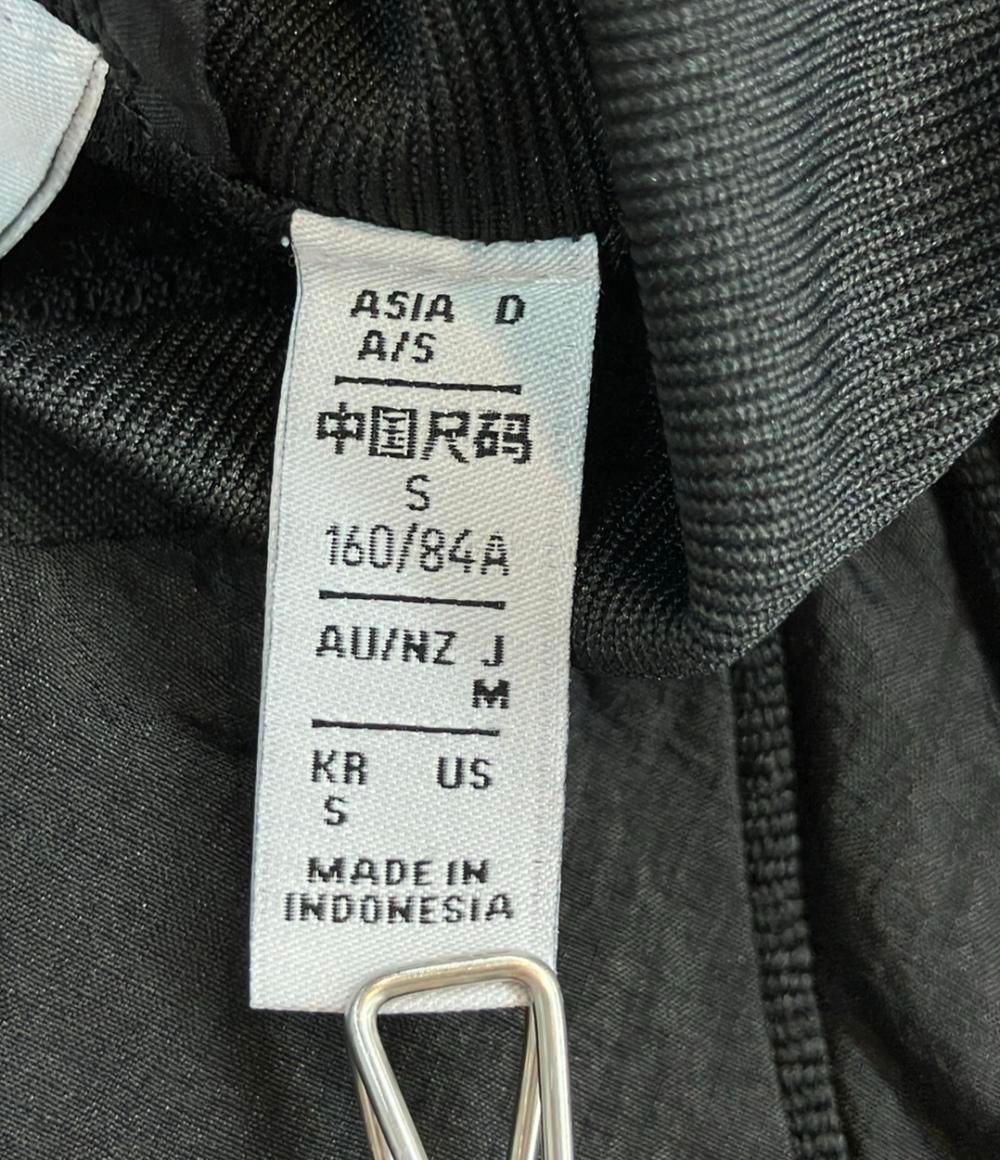 ASIA D
A/S
中国尺码
S
160/84A
AU/NZ J
M
KR US
S
MADE IN
INDONESIA